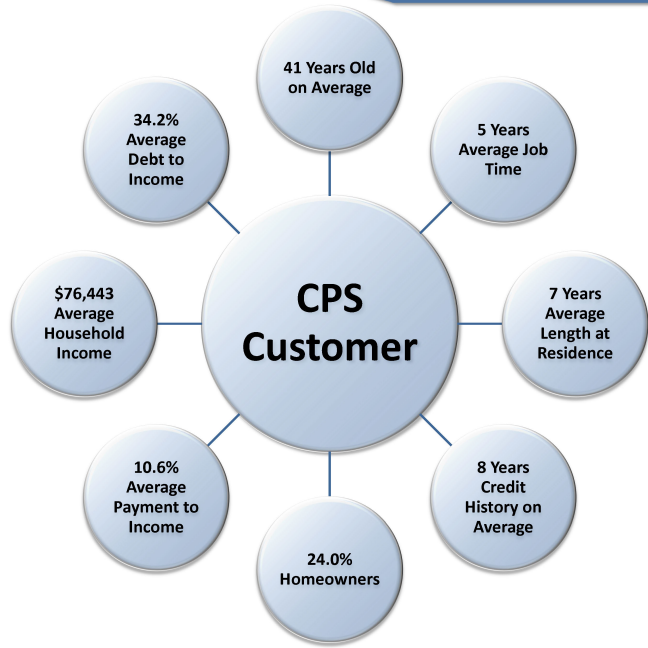 41 Years Old
on Average
5 Years
Average Job
Time
7 Years
Average
Length at
Residence
8 Years
Credit
History on
Average
24.0%
Homeowners
10.6%
Average
Payment to
Income
$76,443
Average
Household
Income
34.2%
Average
Debt to
Income
CPS
Customer